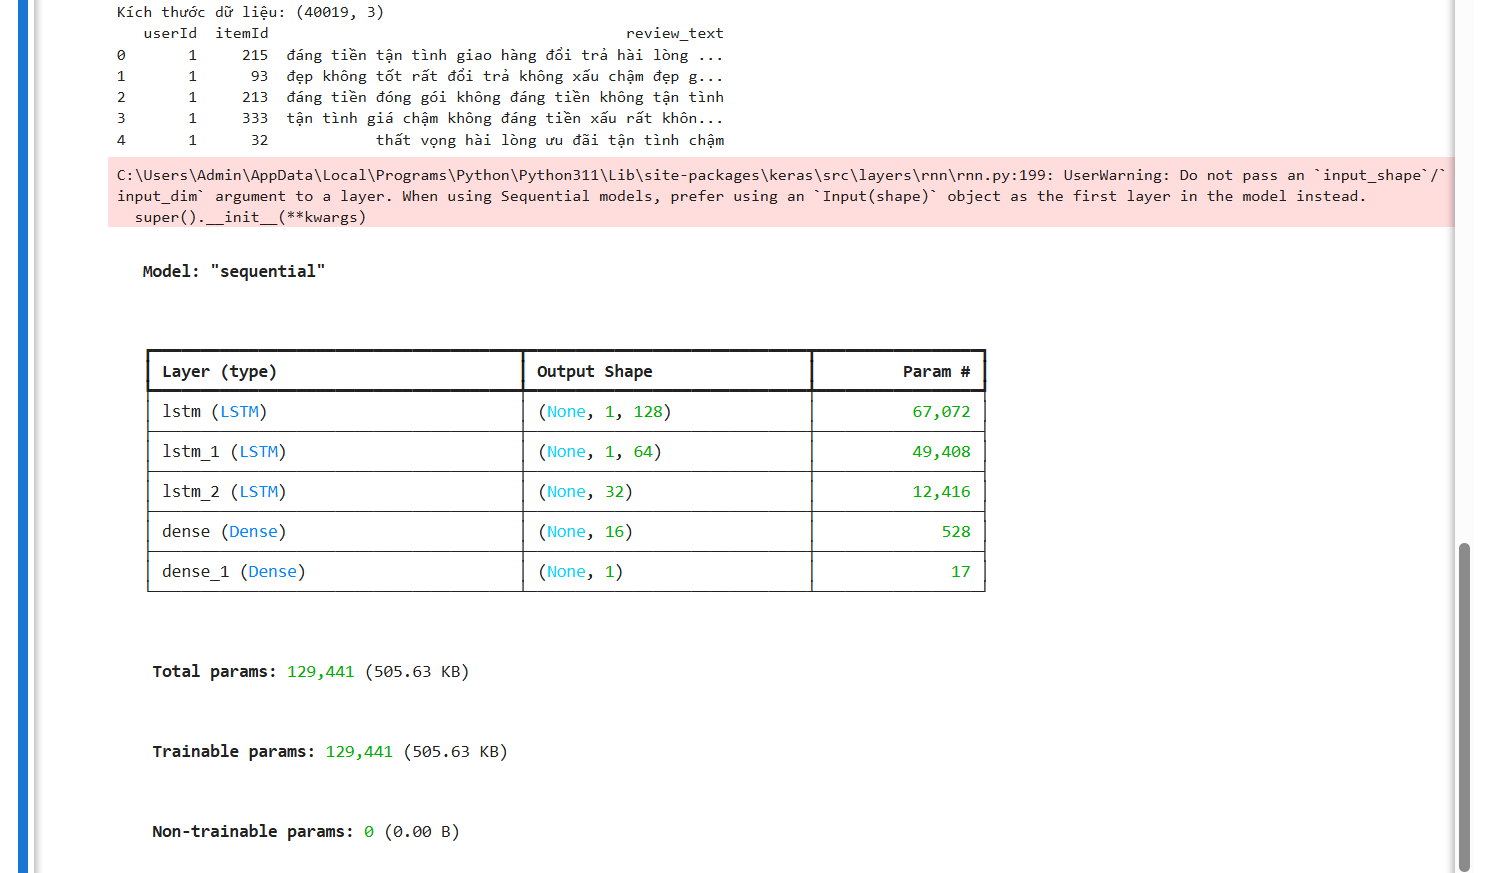 Kích thước dữ liệu: (40019, 3)
userId itemId review_text
0 1 215 đáng tiền tận tình giao hàng đổi trả hài lòng ...
1 1 93 đẹp không tốt rất đổi trả không xấu chậm đẹp g...
2 1 213 đáng tiền đóng gói không đáng tiền không tận tình
3 1 333 tận tình giá chậm không đáng tiền xấu rất khôn...
4 1 32 thất vọng hài lòng ưu đãi tận tình chậm
C:\Users\Admin\AppData\Local\Programs\Python\Python311\Lib\site-packages\keras\src\layers\rnn\rnn.py:199: UserWarning: Do not pass an `input_shape`/`
input_dim` argument to a layer. When using Sequential models, prefer using an `Input(shape)` object as the first layer in the model instead.
super().__init__(**kwargs)
Model: "sequential"
Layer (type) Output Shape Param #
lstm (LSTM) (None, 1, 128) 67,072
lstm_1 (LSTM) (None, 1, 64) 49,408
lstm_2 (LSTM) (None, 32) 12,416
dense (Dense) (None, 16) 528
dense_1 (Dense) (None, 1) 17
Total params: 129,441 (505.63 KB)
Trainable params: 129,441 (505.63 KB)
Non-trainable params: 0 (0.00 B)